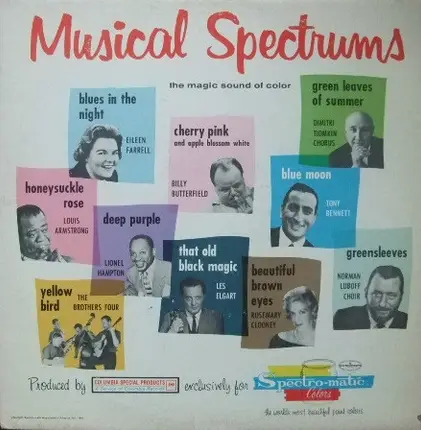 Musical Spectrums
the magic sound of color
green leaves
of summer
DIMITRI
TIOMKIN
CHORUS
blues in the
night
EILEEN
FARRELL
cherry pink
and apple blossom white
BILLY
BUTTERFIELD
blue moon
TONY
BENNETT
honeysuckle
rose
LOUIS
ARMSTRONG
deep purple
LIONEL
HAMPTON
that old
black magic
LES
ELGART
beautiful
brown
eyes
ROSEMARY
CLOONEY
greensleeves
NORMAN
LUBOFF
CHOIR
yellow
bird
THE
BROTHERS FOUR
Produced by
COLUMBIA SPECIAL PRODUCTS
exclusively for
Spectro-matic
Colors
the world's most beautiful paint colors